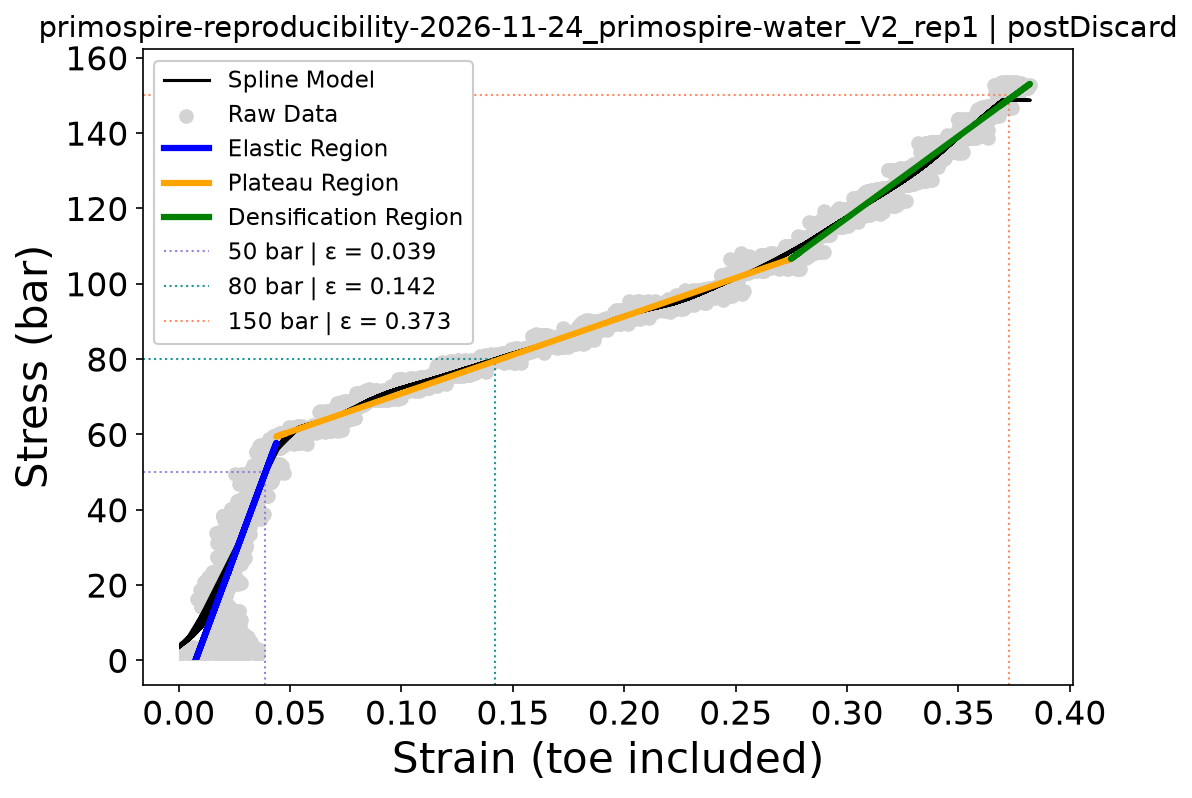 primospire-reproducibility-2026-11-24_primospire-water_V2_rep1 | postDiscard
160
140
120
100
80
60
40
20
0
Stress (bar)
Spline Model
Raw Data
Elastic Region
Plateau Region
Densification Region
50 bar | ε = 0.039
80 bar | ε = 0.142
150 bar | ε = 0.373
0.00 0.05 0.10 0.15 0.20 0.25 0.30 0.35 0.40
Strain (toe included)